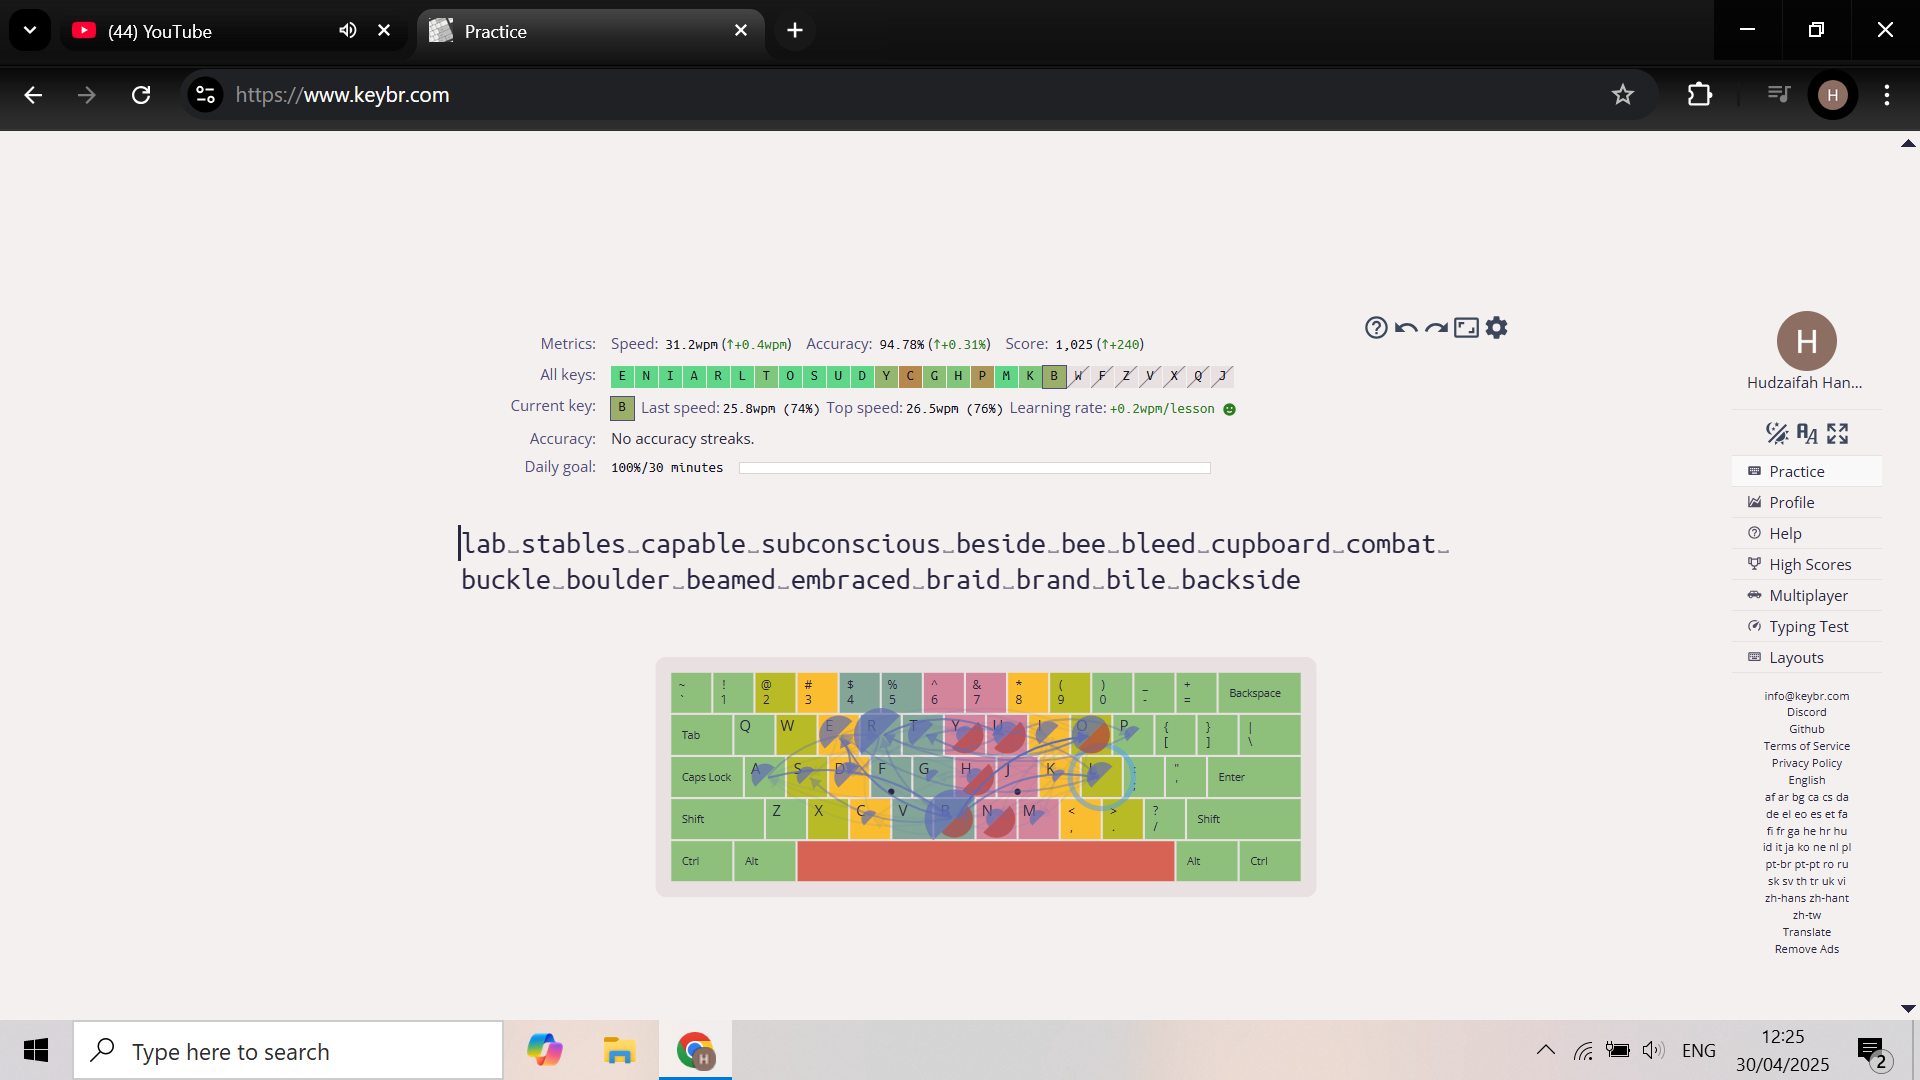 (44) YouTube
Practice
https://www.keybr.com
H
Metrics: Speed: 31.2wpm (↑+0.4wpm) Accuracy: 94.78% (↑+0.31%) Score: 1,025 (↑+240)
All keys: E N I A R L T O S U D Y C G H P M K B W F Z V X Q J
Current key: B Last speed: 25.8wpm (74%) Top speed: 26.5wpm (76%) Learning rate: +0.2wpm/lesson
Accuracy: No accuracy streaks.
Daily goal: 100%/30 minutes
lab␣stables␣capable␣subconscious␣beside␣bee␣bleed␣cupboard␣combat␣
buckle␣boulder␣beamed␣embraced␣braid␣brand␣bile␣backside
~ ! @ # $ % ^ & * ( ) _ + Backspace
` 1 2 3 4 5 6 7 8 9 0 - =
Tab Q W E R T Y U I O P { } |
[ ] \
Caps Lock A S D F G H J K L : " Enter
; '
Shift Z X C V B N M < > ? Shift
, . /
Ctrl Alt Alt Ctrl
H
Hudzaifah Han...
Practice
Profile
Help
High Scores
Multiplayer
Typing Test
Layouts
info@keybr.com
Discord
Github
Terms of Service
Privacy Policy
English
af ar bg ca cs da
de el eo es et fa
fi fr ga he hr hu
id it ja ko ne nl pl
pt-br pt-pt ro ru
sk sv th tr uk vi
zh-hans zh-hant
zh-tw
Translate
Remove Ads
Type here to search
H
ENG
12:25
30/04/2025
2